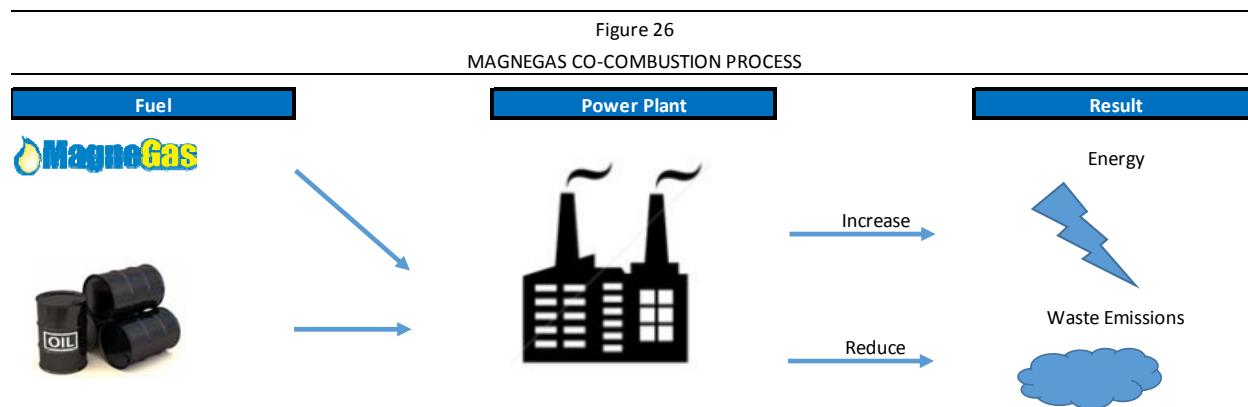 Figure 26
MAGNEGAS CO-COMBUSTION PROCESS
Fuel
Power Plant
Result
MagneGas
Energy
Increase
OIL
Waste Emissions
Reduce